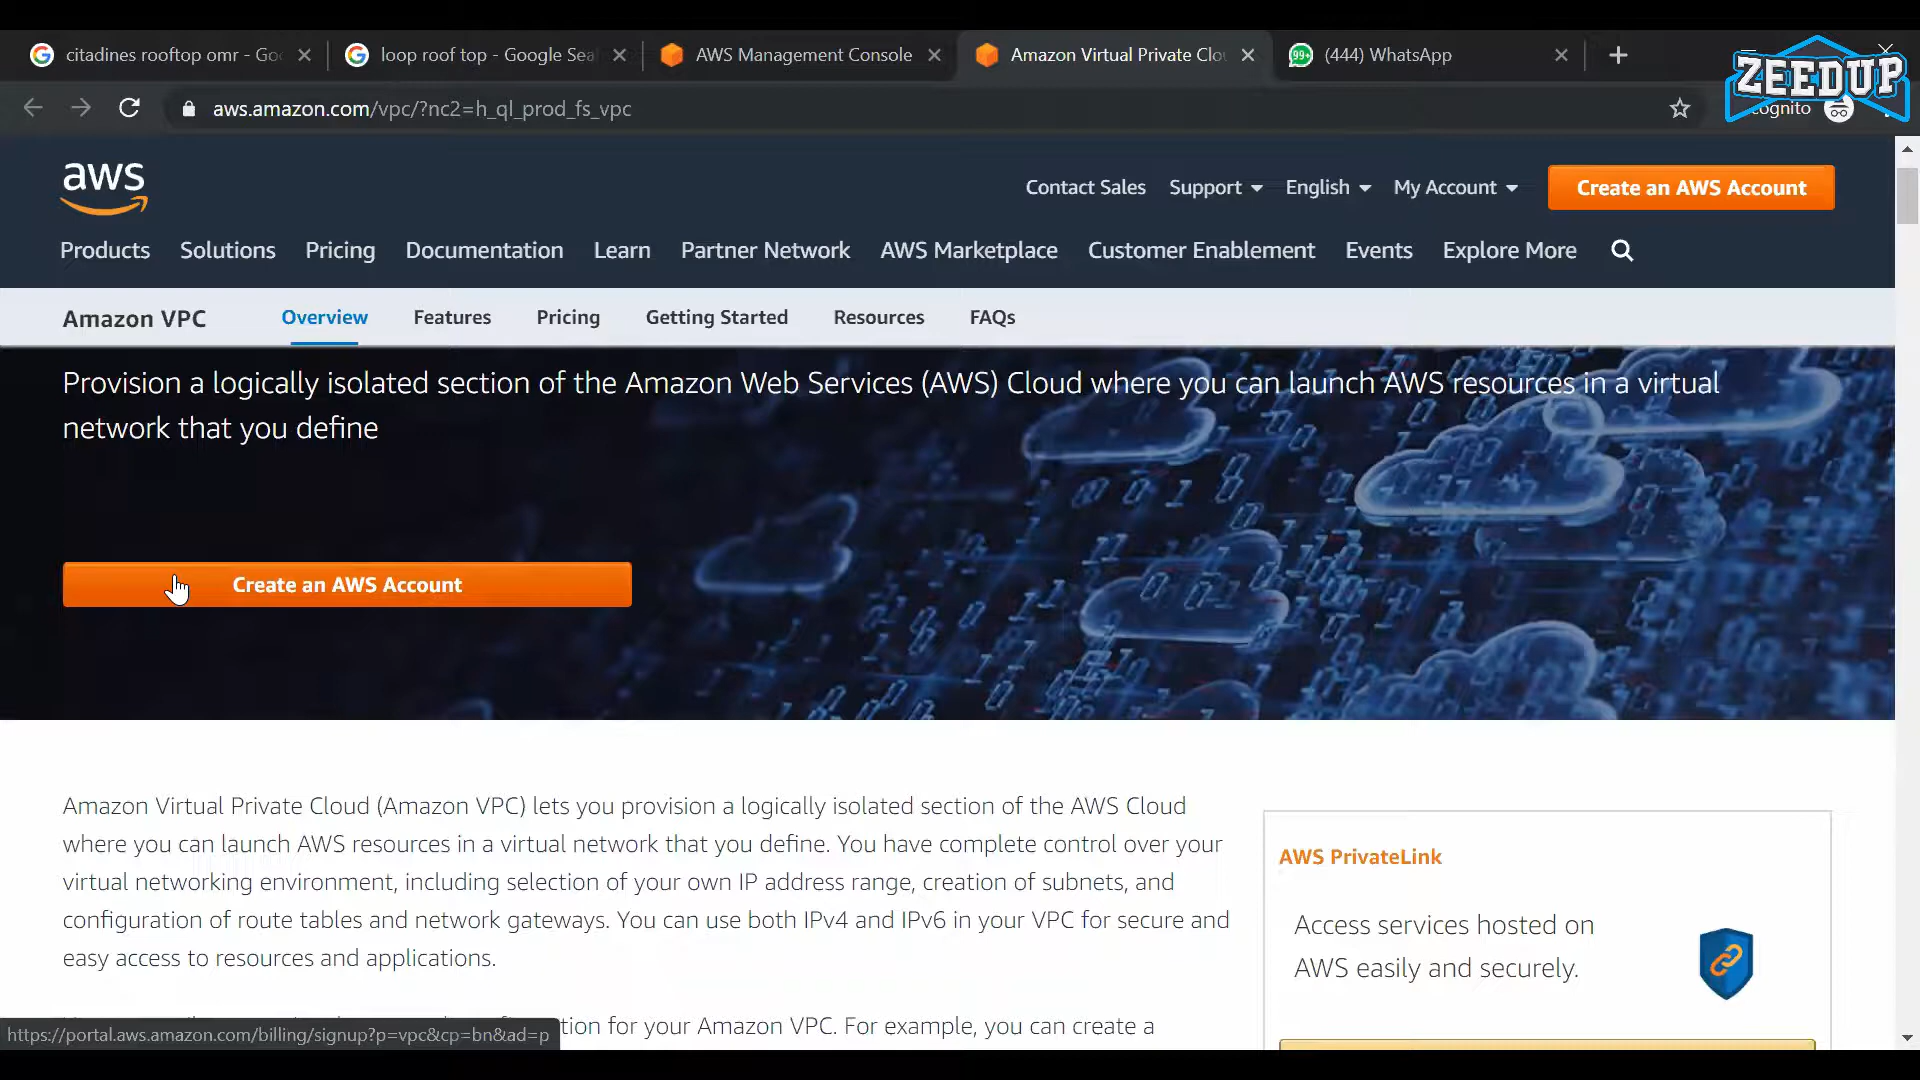 citadines rooftop omr - Goo
loop roof top - Google Sea
AWS Management Console
Amazon Virtual Private Clou
99+
(444) WhatsApp
ZEEDUP
aws.amazon.com/vpc/?nc2=h_ql_prod_fs_vpc
cognito
aws
Contact Sales
Support
English
My Account
Create an AWS Account
Products
Solutions
Pricing
Documentation
Learn
Partner Network
AWS Marketplace
Customer Enablement
Events
Explore More
Amazon VPC
Overview
Features
Pricing
Getting Started
Resources
FAQs
Provision a logically isolated section of the Amazon Web Services (AWS) Cloud where you can launch AWS resources in a virtual
network that you define
Create an AWS Account
Amazon Virtual Private Cloud (Amazon VPC) lets you provision a logically isolated section of the AWS Cloud
where you can launch AWS resources in a virtual network that you define. You have complete control over your
virtual networking environment, including selection of your own IP address range, creation of subnets, and
configuration of route tables and network gateways. You can use both IPv4 and IPv6 in your VPC for secure and
easy access to resources and applications.
AWS PrivateLink
Access services hosted on
AWS easily and securely.
tion for your Amazon VPC. For example, you can create a
https://portal.aws.amazon.com/billing/signup?p=vpc&cp=bn&ad=p